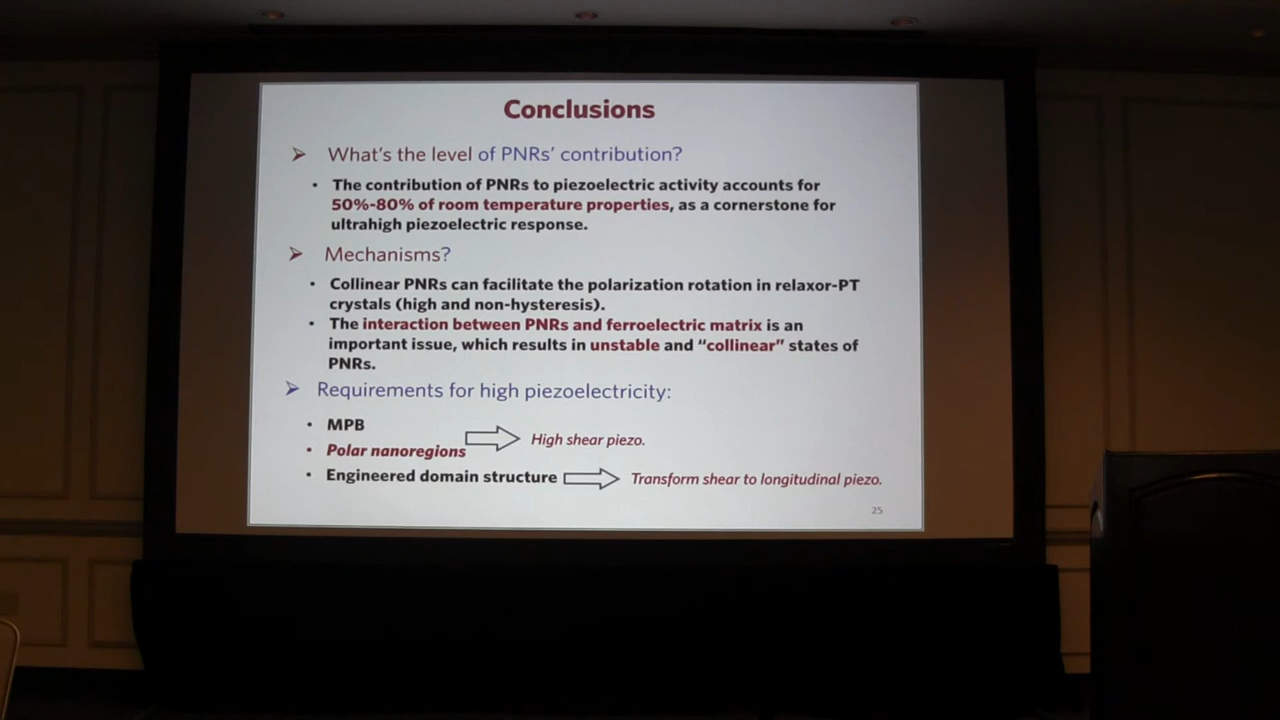 Conclusions
➢ What's the level of PNRs' contribution?
• The contribution of PNRs to piezoelectric activity accounts for
50%-80% of room temperature properties, as a cornerstone for
ultrahigh piezoelectric response.
➢ Mechanisms?
• Collinear PNRs can facilitate the polarization rotation in relaxor-PT
crystals (high and non-hysteresis).
• The interaction between PNRs and ferroelectric matrix is an
important issue, which results in unstable and “collinear” states of
PNRs.
➢ Requirements for high piezoelectricity:
• MPB
• Polar nanoregions
High shear piezo.
• Engineered domain structure
Transform shear to longitudinal piezo.
25